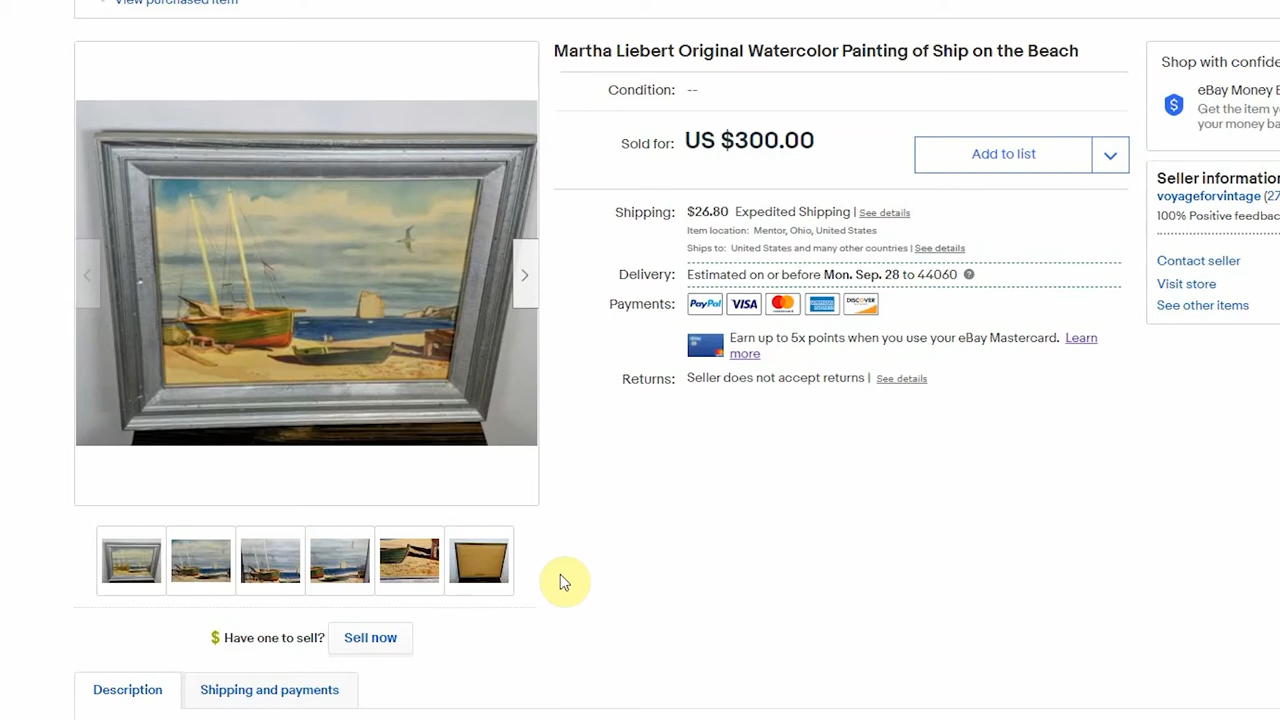 View purchased item
Martha Liebert Original Watercolor Painting of Ship on the Beach
Condition: --
Sold for: US $300.00
Add to list
Shipping: $26.80 Expedited Shipping | See details
Item location: Mentor, Ohio, United States
Ships to: United States and many other countries | See details
Delivery: Estimated on or before Mon. Sep. 28 to 44060
Payments: PayPal VISA DISCOVER
Earn up to 5x points when you use your eBay Mastercard. Learn
more
Returns: Seller does not accept returns | See details
Shop with confide
eBay Money B
Get the item y
your money ba
Seller information
voyageforvintage (27
100% Positive feedbac
Contact seller
Visit store
See other items
$ Have one to sell? Sell now
Description
Shipping and payments